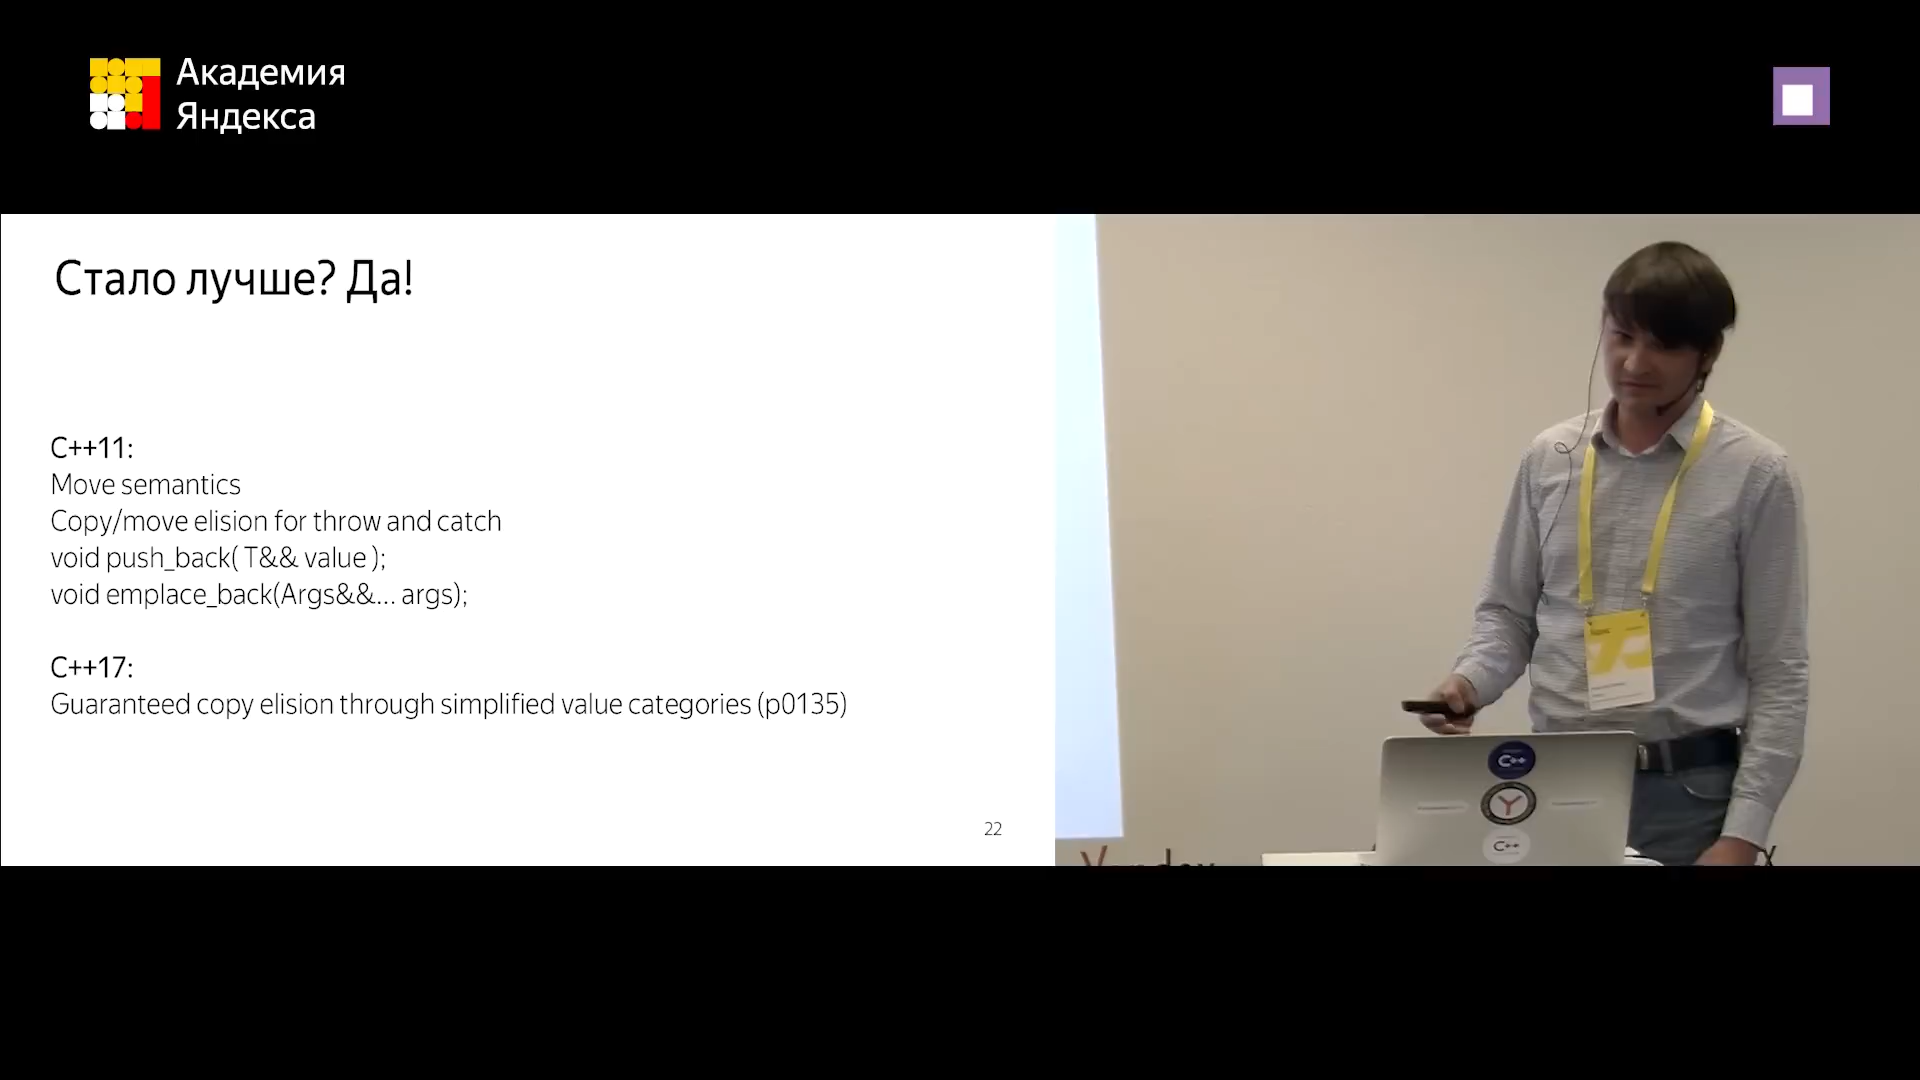 Академия
Яндекса
Стало лучше? Да!
C++11:
Move semantics
Copy/move elision for throw and catch
void push_back( T&& value );
void emplace_back(Args&&... args);
C++17:
Guaranteed copy elision through simplified value categories (p0135)
22
C++
Y
C++